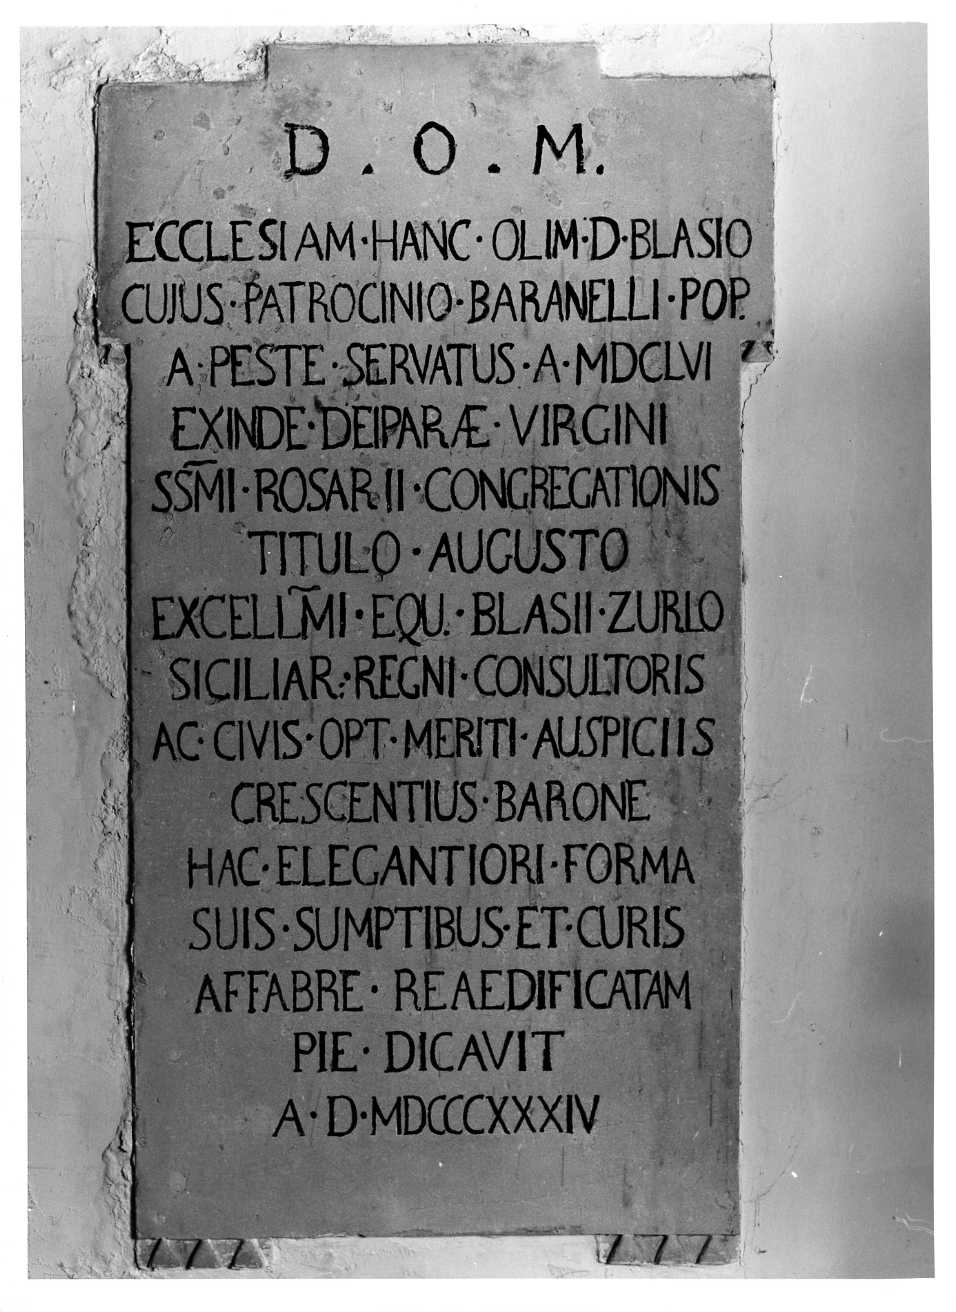 D . O . M .
ECCLESIAM · HANC · OLIM · D · BLASIO
CUJUS · PATROCINIO · BARANELLI · POP.
A · PESTE · SERVATUS · A · MDCLVI
EXINDE · DEIPARÆ · VIRGINI
SSM̅I · ROSARII · CONGREGATIONIS
TITULO · AUGUSTO
EXCELLM̅I · EQU. · BLASII · ZURLO
SICILIAR: REGNI · CONSULTORIS
AC · CIVIS · OPT · MERITI · AUSPICIIS
CRESCENTIUS · BARONE
HAC · ELEGANTIORI · FORMA
SUIS · SUMPTIBUS · ET · CURIS
AFFABRE · REAEDIFICATAM
PIE · DICAVIT
A · D · MDCCCXXXIV